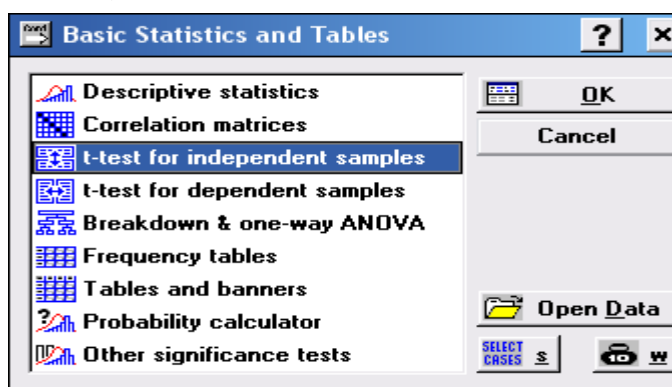 Basic Statistics and Tables
?
×
Descriptive statistics
Correlation matrices
t-test for independent samples
t-test for dependent samples
Breakdown & one-way ANOVA
Frequency tables
Tables and banners
Probability calculator
Other significance tests
OK
Cancel
Open Data
SELECT
CASES
S
W